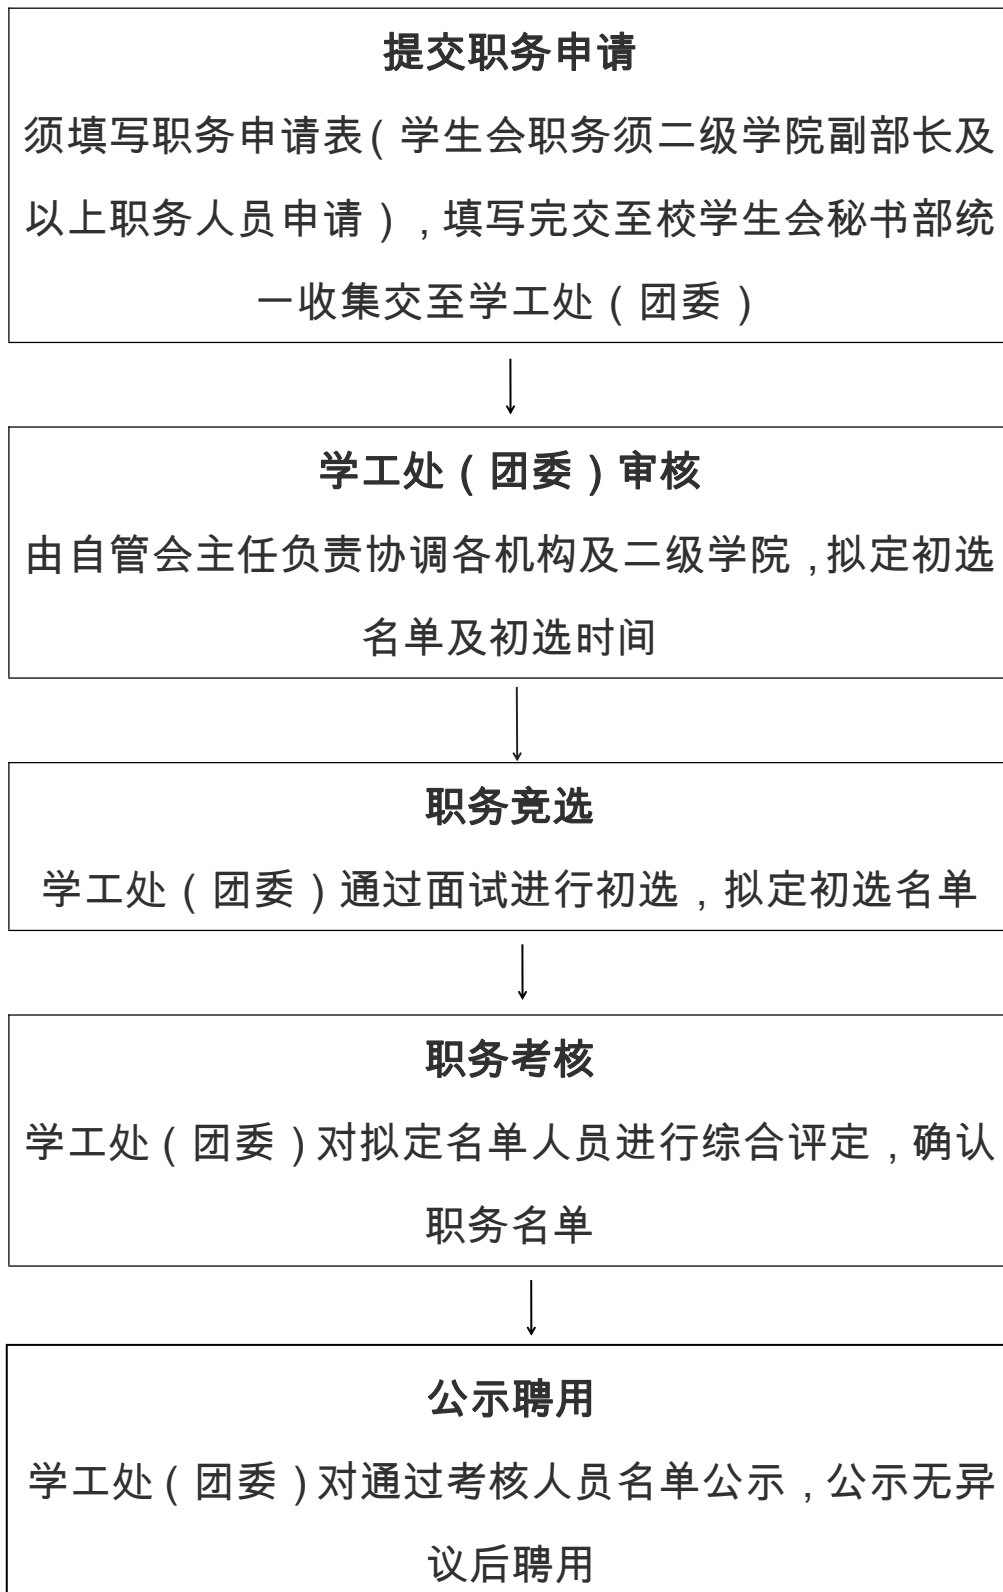 提交职务申请
须填写职务申请表（学生会职务须二级学院副部长及
以上职务人员申请），填写完交至校学生会秘书部统
一收集交至学工处（团委）
学工处（团委）审核
由自管会主任负责协调各机构及二级学院，拟定初选
名单及初选时间
职务竞选
学工处（团委）通过面试进行初选，拟定初选名单
职务考核
学工处（团委）对拟定名单人员进行综合评定，确认
职务名单
公示聘用
学工处（团委）对通过考核人员名单公示，公示无异
议后聘用